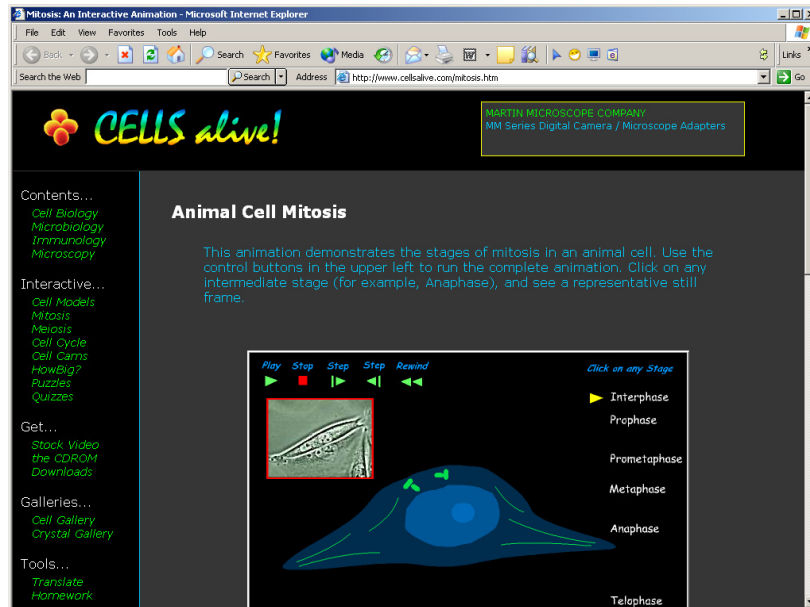 Mitosis: An Interactive Animation - Microsoft Internet Explorer
File Edit View Favorites Tools Help
Back Search Favorites Media Links
Search the Web Search Address http://www.cellsalive.com/mitosis.htm Go
CELLS alive!
MARTIN MICROSCOPE COMPANY
MM Series Digital Camera / Microscope Adapters
Contents...
Cell Biology
Microbiology
Immunology
Microscopy
Interactive...
Cell Models
Mitosis
Meiosis
Cell Cycle
Cell Cams
HowBig?
Puzzles
Quizzes
Get...
Stock Video
the CDROM
Downloads
Galleries...
Cell Gallery
Crystal Gallery
Tools...
Translate
Homework
Animal Cell Mitosis
This animation demonstrates the stages of mitosis in an animal cell. Use the
control buttons in the upper left to run the complete animation. Click on any
intermediate stage (for example, Anaphase), and see a representative still
frame.
Play Stop Step Step Rewind
Click on any Stage
Interphase
Prophase
Prometaphase
Metaphase
Anaphase
Telophase